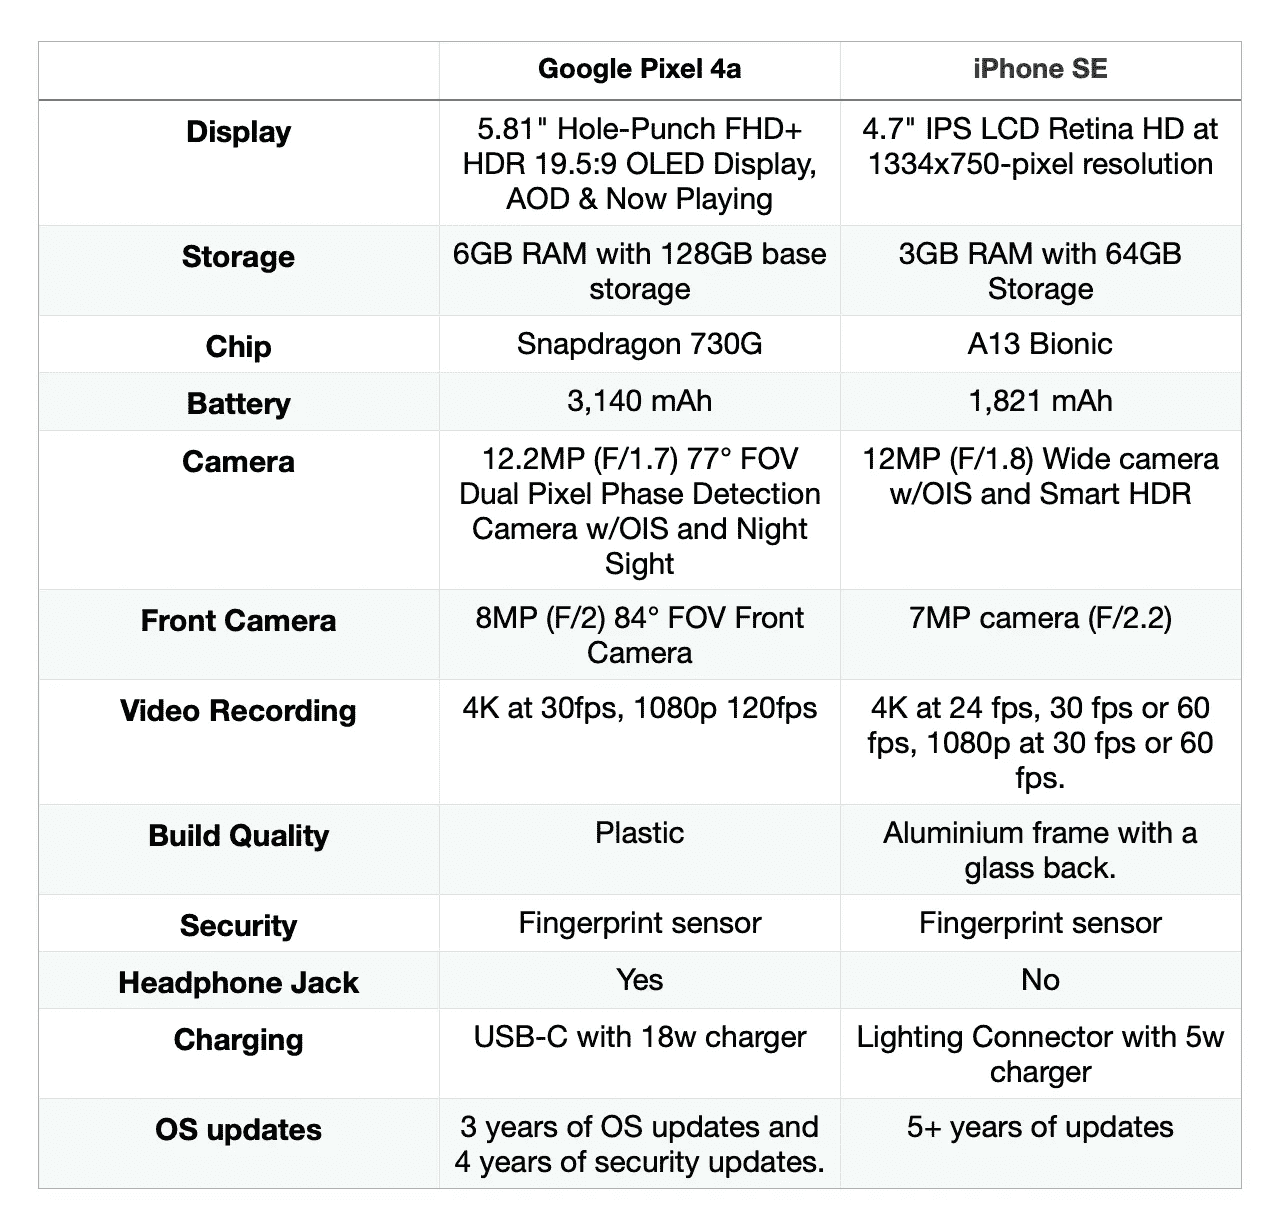 Google Pixel 4a
iPhone SE
Display
5.81" Hole-Punch FHD+
HDR 19.5:9 OLED Display,
AOD & Now Playing
4.7" IPS LCD Retina HD at
1334x750-pixel resolution
Storage
6GB RAM with 128GB base
storage
3GB RAM with 64GB
Storage
Chip
Snapdragon 730G
A13 Bionic
Battery
3,140 mAh
1,821 mAh
Camera
12.2MP (F/1.7) 77° FOV
Dual Pixel Phase Detection
Camera w/OIS and Night
Sight
12MP (F/1.8) Wide camera
w/OIS and Smart HDR
Front Camera
8MP (F/2) 84° FOV Front
Camera
7MP camera (F/2.2)
Video Recording
4K at 30fps, 1080p 120fps
4K at 24 fps, 30 fps or 60
fps, 1080p at 30 fps or 60
fps.
Build Quality
Plastic
Aluminium frame with a
glass back.
Security
Fingerprint sensor
Fingerprint sensor
Headphone Jack
Yes
No
Charging
USB-C with 18w charger
Lighting Connector with 5w
charger
OS updates
3 years of OS updates and
4 years of security updates.
5+ years of updates